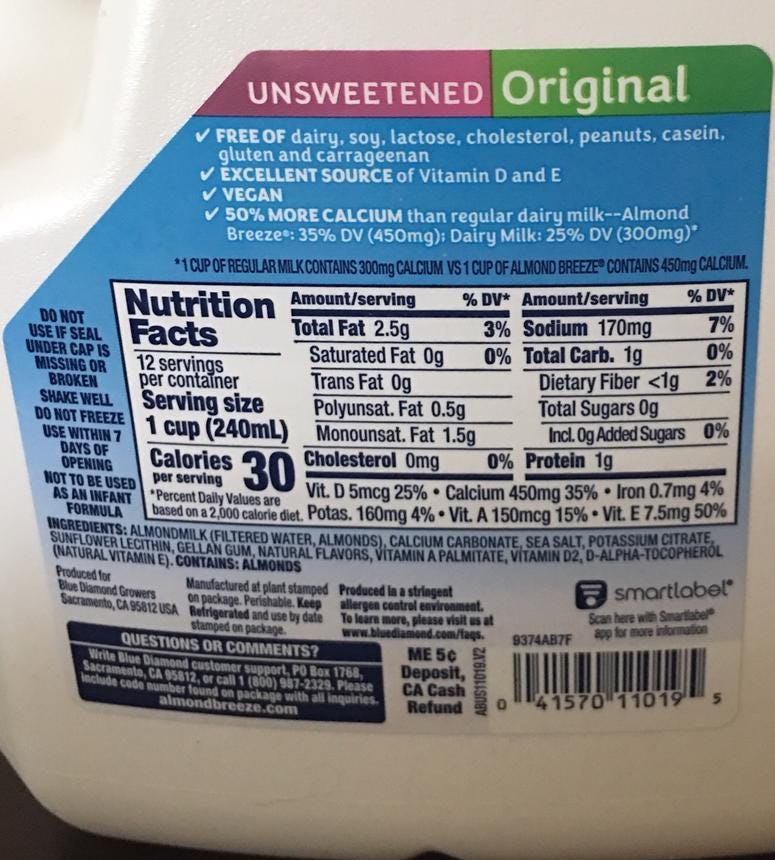 UNSWEETENED Original
✓ FREE OF dairy, soy, lactose, cholesterol, peanuts, casein,
gluten and carrageenan
✓ EXCELLENT SOURCE of Vitamin D and E
✓ VEGAN
✓ 50% MORE CALCIUM than regular dairy milk--Almond
Breeze®: 35% DV (450mg); Dairy Milk: 25% DV (300mg)*
*1 CUP OF REGULAR MILK CONTAINS 300mg CALCIUM VS 1 CUP OF ALMOND BREEZE® CONTAINS 450mg CALCIUM.
DO NOT
USE IF SEAL
UNDER CAP IS
MISSING OR
BROKEN
SHAKE WELL
DO NOT FREEZE
USE WITHIN 7
DAYS OF
OPENING
NOT TO BE USED
AS AN INFANT
FORMULA
Nutrition
Facts
12 servings
per container
Serving size
1 cup (240mL)
Calories 30
per serving
*Percent Daily Values are
based on a 2,000 calorie diet.
Amount/serving % DV*
Total Fat 2.5g 3%
Saturated Fat 0g 0%
Trans Fat 0g
Polyunsat. Fat 0.5g
Monounsat. Fat 1.5g
Cholesterol 0mg 0%
Amount/serving % DV*
Sodium 170mg 7%
Total Carb. 1g 0%
Dietary Fiber <1g 2%
Total Sugars 0g
Incl. 0g Added Sugars 0%
Protein 1g
Vit. D 5mcg 25% • Calcium 450mg 35% • Iron 0.7mg 4%
Potas. 160mg 4% • Vit. A 150mcg 15% • Vit. E 7.5mg 50%
INGREDIENTS: ALMONDMILK (FILTERED WATER, ALMONDS), CALCIUM CARBONATE, SEA SALT, POTASSIUM CITRATE,
SUNFLOWER LECITHIN, GELLAN GUM, NATURAL FLAVORS, VITAMIN A PALMITATE, VITAMIN D2, D-ALPHA-TOCOPHEROL
(NATURAL VITAMIN E). CONTAINS: ALMONDS
Produced for
Blue Diamond Growers
Sacramento, CA 95812 USA
Manufactured at plant stamped
on package. Perishable. Keep
Refrigerated and use by date
stamped on package.
Produced in a stringent
allergen control environment.
To learn more, please visit us at
www.bluediamond.com/faqs.
smartlabel®
Scan here with Smartlabel®
app for more information
QUESTIONS OR COMMENTS?
Write Blue Diamond customer support, PO Box 1768,
Sacramento, CA 95812, or call 1 (800) 987-2329. Please
include code number found on package with all inquiries.
almondbreeze.com
ME 5¢
Deposit,
CA Cash
Refund
ABUS11019.V2
9374AB7F
0 41570 11019 5